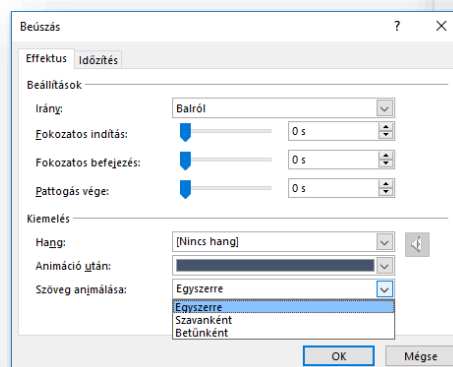 Beúszás ? ×
Effektus Időzítés
Beállítások
Irány: Balról
Fokozatos indítás: 0 s
Fokozatos befejezés: 0 s
Pattogás vége: 0 s
Kiemelés
Hang: [Nincs hang]
Animáció után:
Szöveg animálása: Egyszerre
Egyszerre
Szavanként
Betűnként
OK Mégse